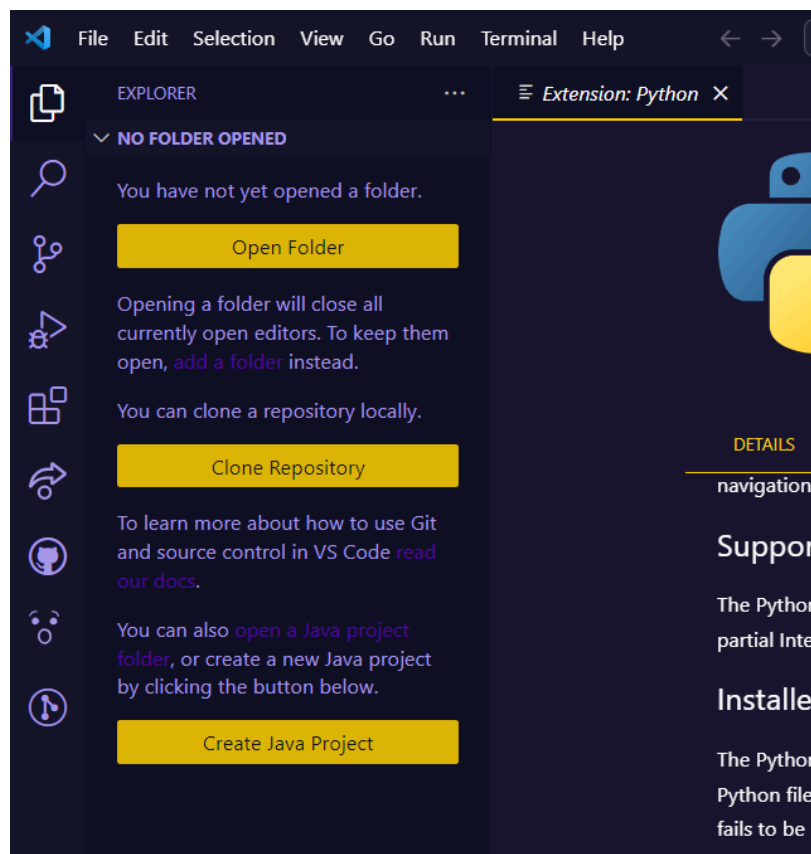 File Edit Selection View Go Run Terminal Help
EXPLORER
Extension: Python
NO FOLDER OPENED
You have not yet opened a folder.
Open Folder
Opening a folder will close all
currently open editors. To keep them
open, add a folder instead.
You can clone a repository locally.
Clone Repository
To learn more about how to use Git
and source control in VS Code read
our docs.
You can also open a Java project
folder, or create a new Java project
by clicking the button below.
Create Java Project
DETAILS
navigation
Suppor
The Python
partial Inte
Installe
The Python
Python file
fails to be